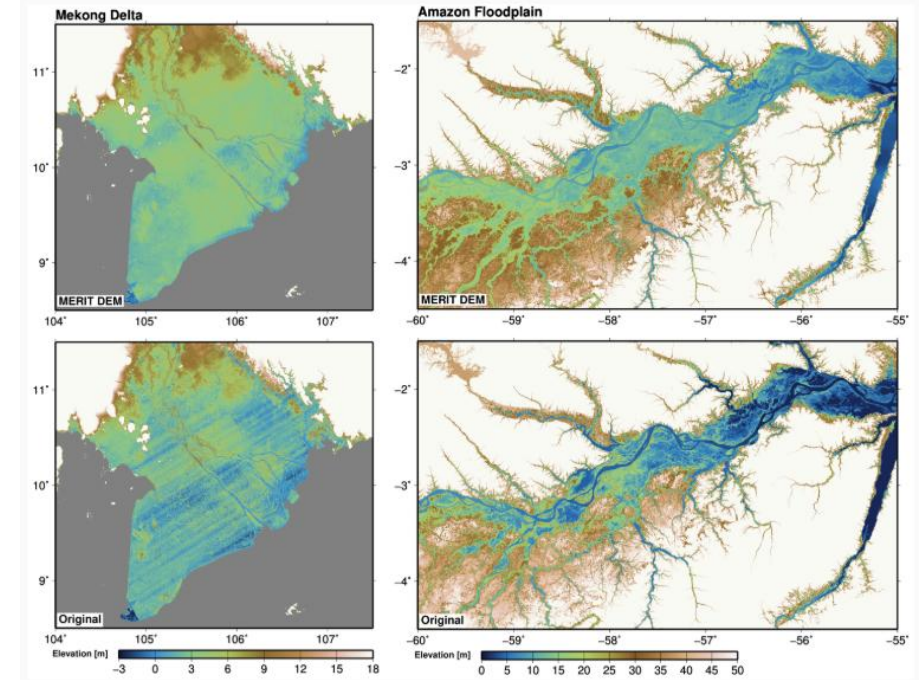 Mekong Delta
11°
10°
9°
MERIT DEM
104° 105° 106° 107°
Amazon Floodplain
−2°
−3°
−4°
MERIT DEM
−60° −59° −58° −57° −56° −55°
11°
10°
9°
Original
104° 105° 106° 107°
Elevation [m]
−3 0 3 6 9 12 15 18
−2°
−3°
−4°
Original
−60° −59° −58° −57° −56° −55°
Elevation [m]
0 5 10 15 20 25 30 35 40 45 50